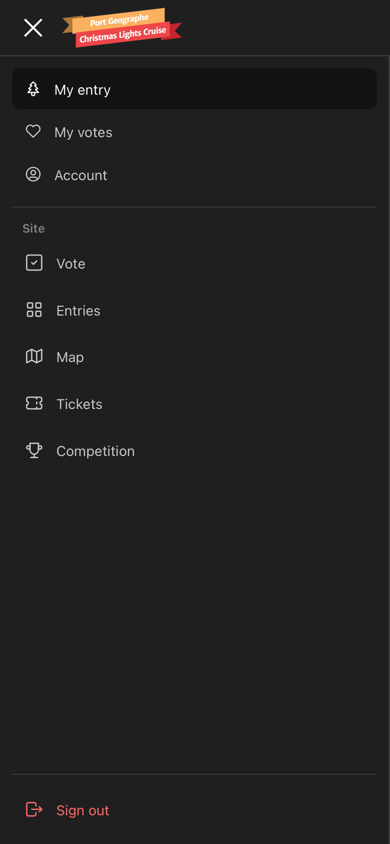 Port Geographe
Christmas Lights Cruise
My entry
My votes
Account
Site
Vote
Entries
Map
Tickets
Competition
Sign out